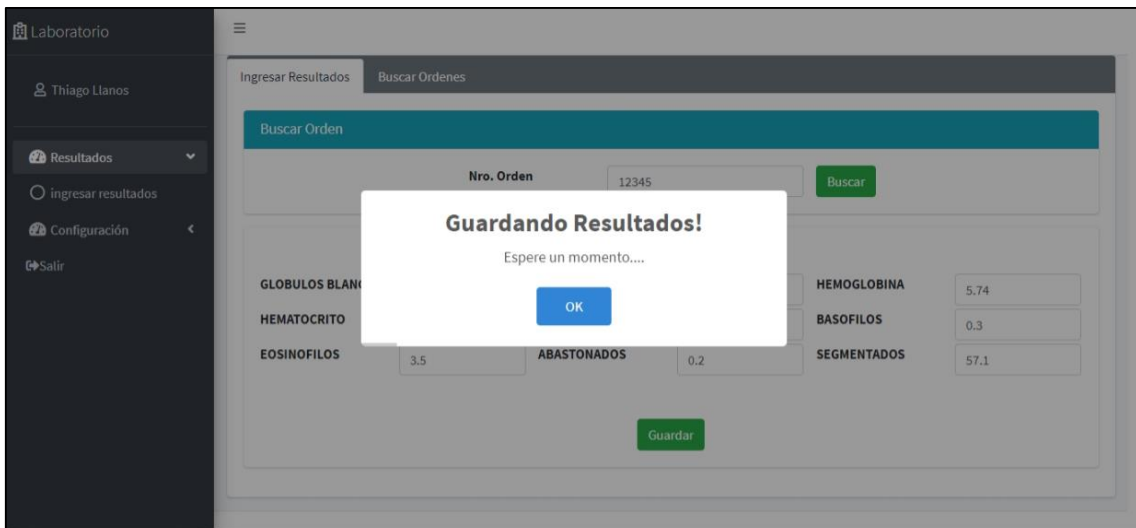 Laboratorio
Thiago Llanos
Resultados
ingresar resultados
Configuración
Salir
Ingresar Resultados Buscar Ordenes
Buscar Orden
Nro. Orden 12345 Buscar
Guardando Resultados!
Espere un momento....
OK
GLOBULOS HEMOGLOBINA 5.74
HEMATOCRITO BASOFILOS 0.3
EOSINOFILOS 3.5 ABASTONADOS 0.2 SEGMENTADOS 57.1
Guardar